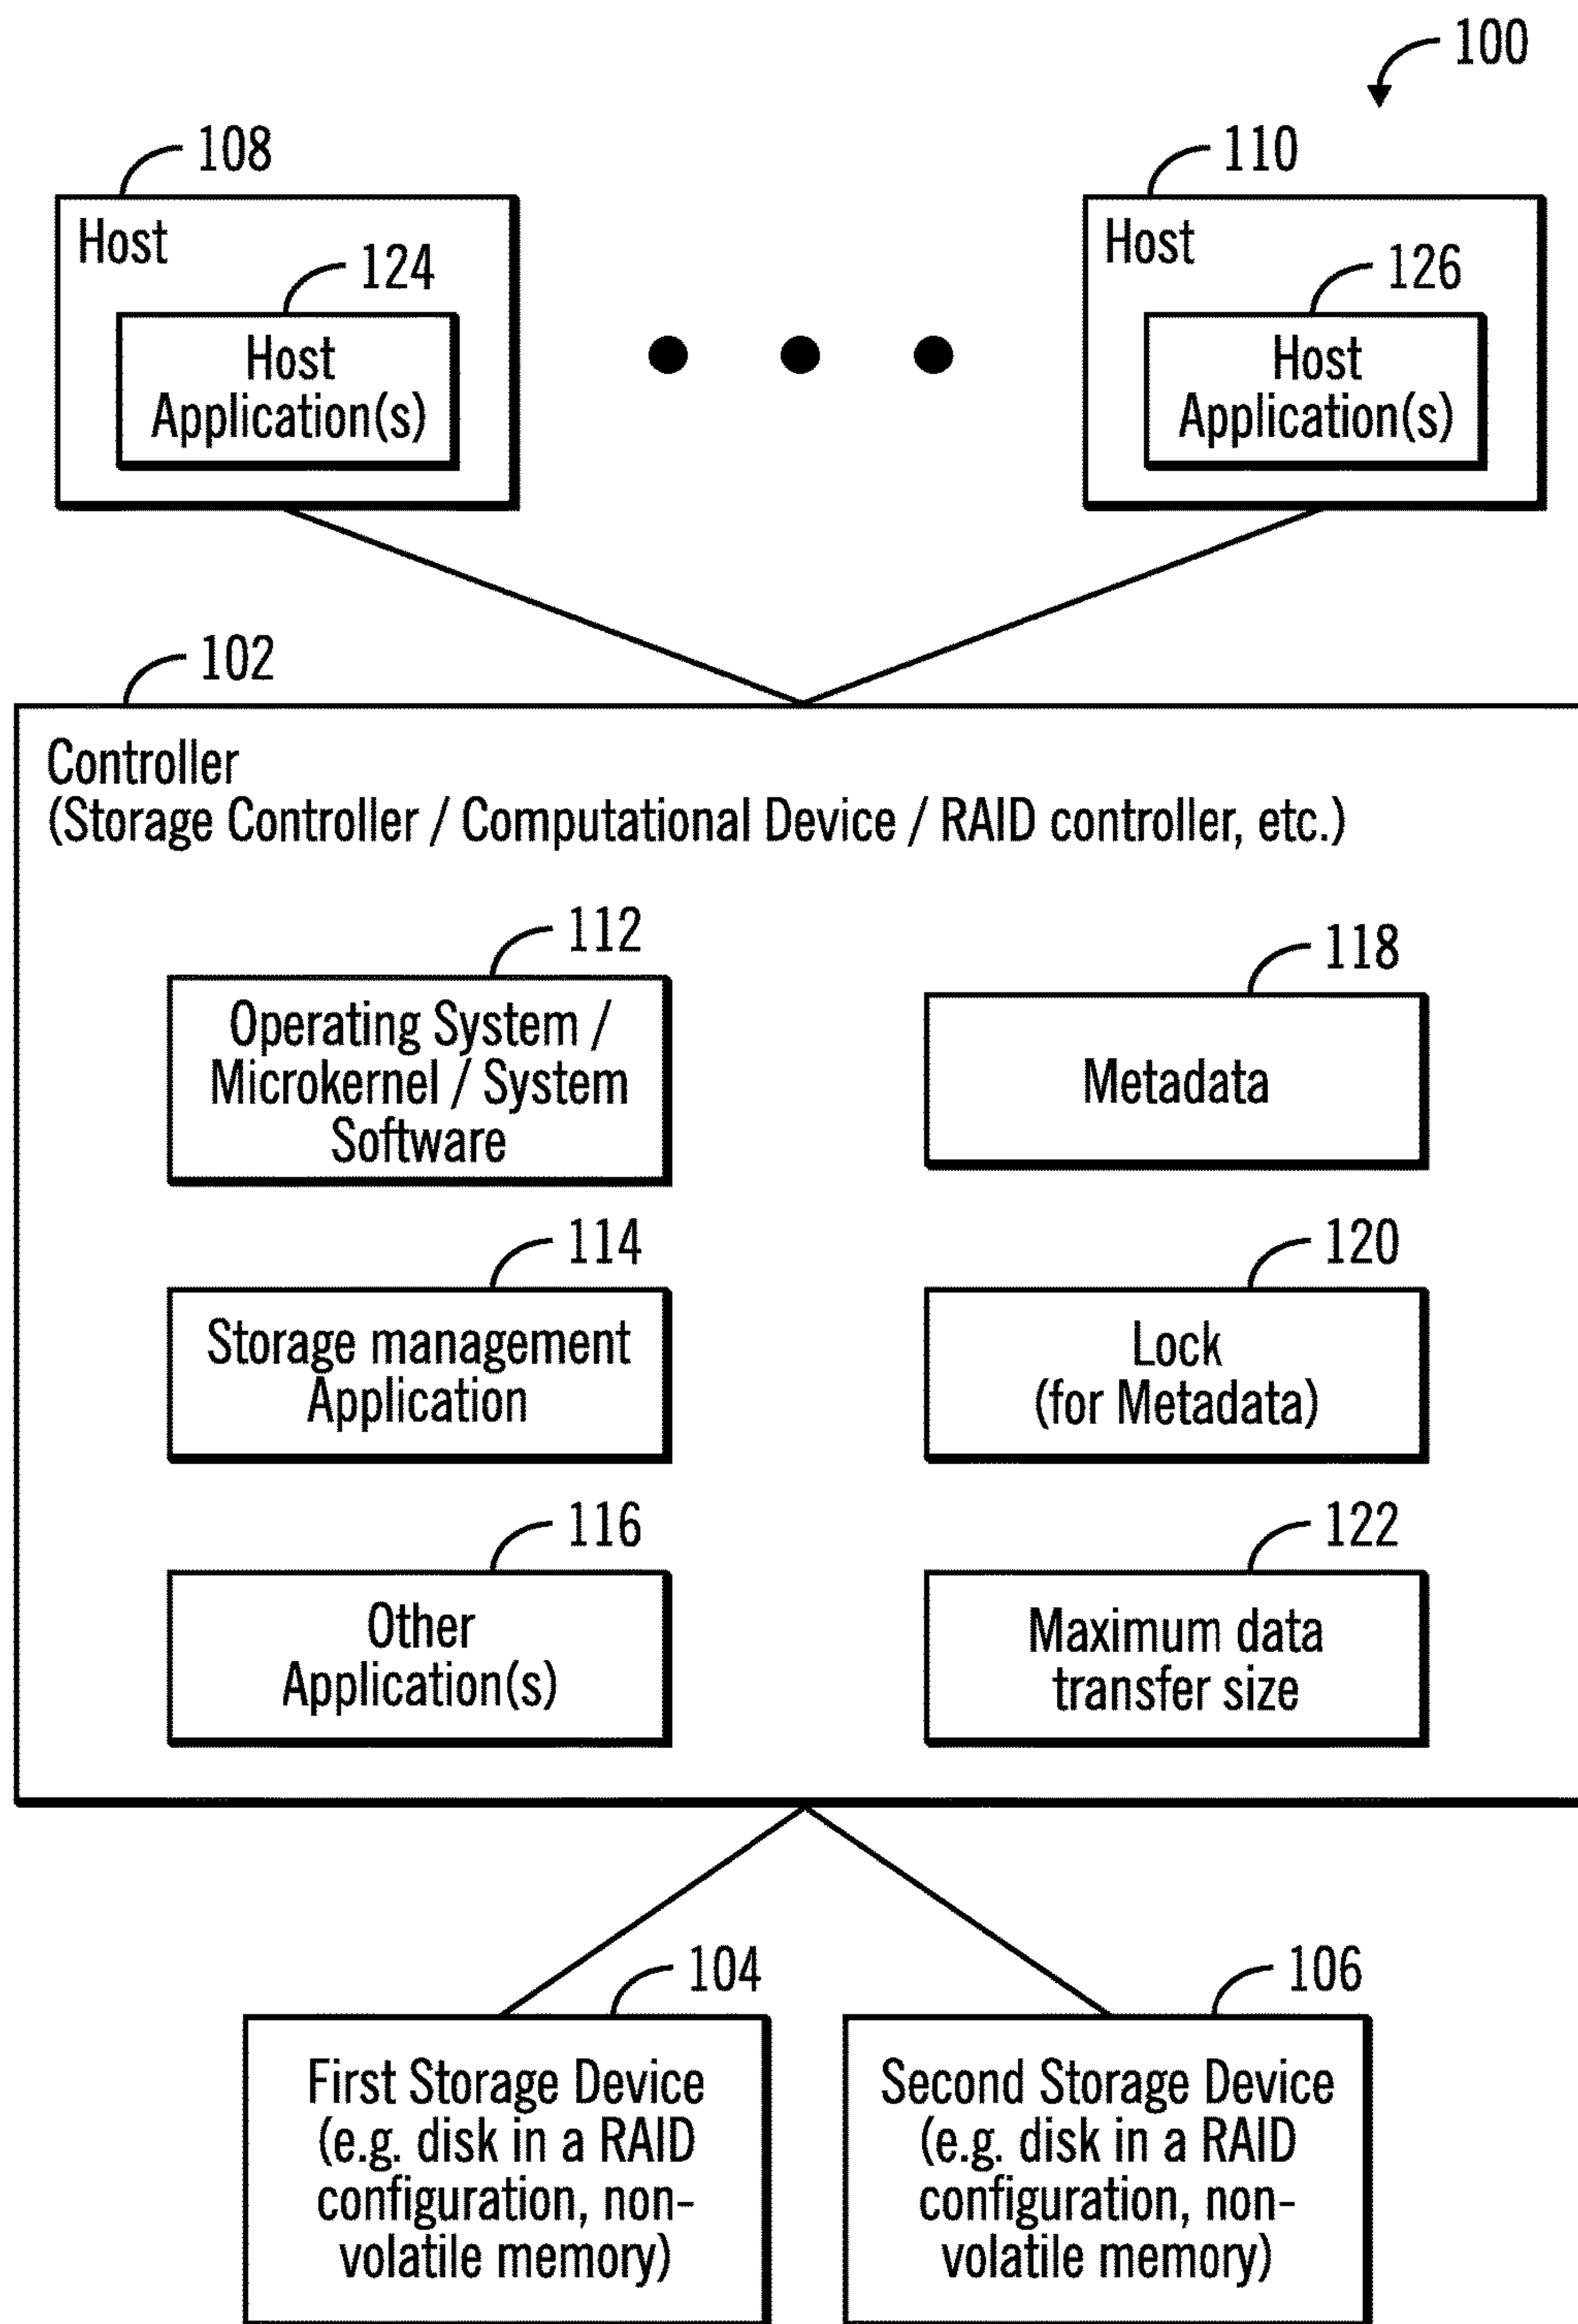 100
108
110
Host
Host
124
126
Host
Application(s)
Host
Application(s)
102
Controller
(Storage Controller / Computational Device / RAID controller, etc.)
112
118
Operating System /
Microkernel / System
Software
Metadata
114
120
Storage management
Application
Lock
(for Metadata)
116
122
Other
Application(s)
Maximum data
transfer size
104
106
First Storage Device
(e.g. disk in a RAID
configuration, non-
volatile memory)
Second Storage Device
(e.g. disk in a RAID
configuration, non-
volatile memory)